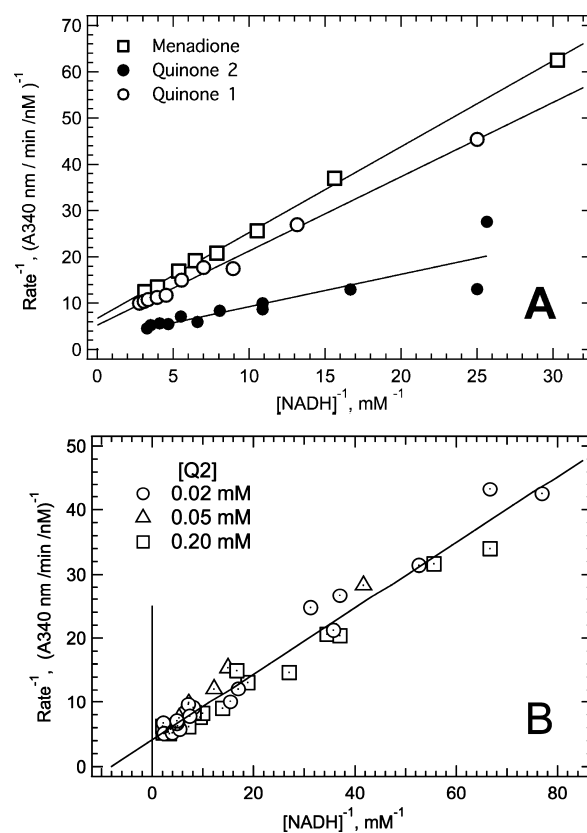 70
60
50
40
30
20
10
0
Rate⁻¹, (A340 nm / min /nM )⁻¹
Menadione
Quinone 2
Quinone 1
A
0
5
10
15
20
25
30
[NADH]⁻¹, mM ⁻¹
50
40
30
20
10
0
Rate⁻¹, (A340 nm /min /nM)⁻¹
[Q2]
0.02 mM
0.05 mM
0.20 mM
B
0
20
40
60
80
[NADH]⁻¹, mM⁻¹